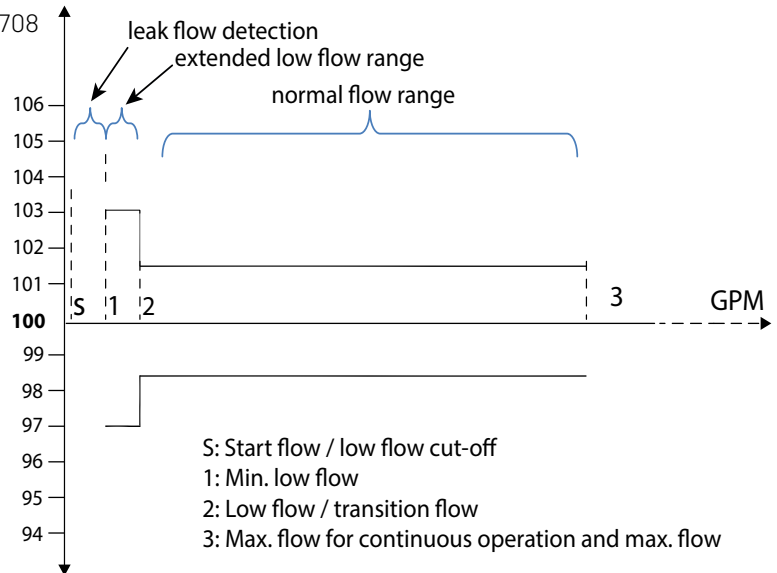 708
leak flow detection
extended low flow range
normal flow range
106
105
104
103
102
101
100
99
98
97
96
95
94
S 1 2 3 GPM
S: Start flow / low flow cut-off
1: Min. low flow
2: Low flow / transition flow
3: Max. flow for continuous operation and max. flow